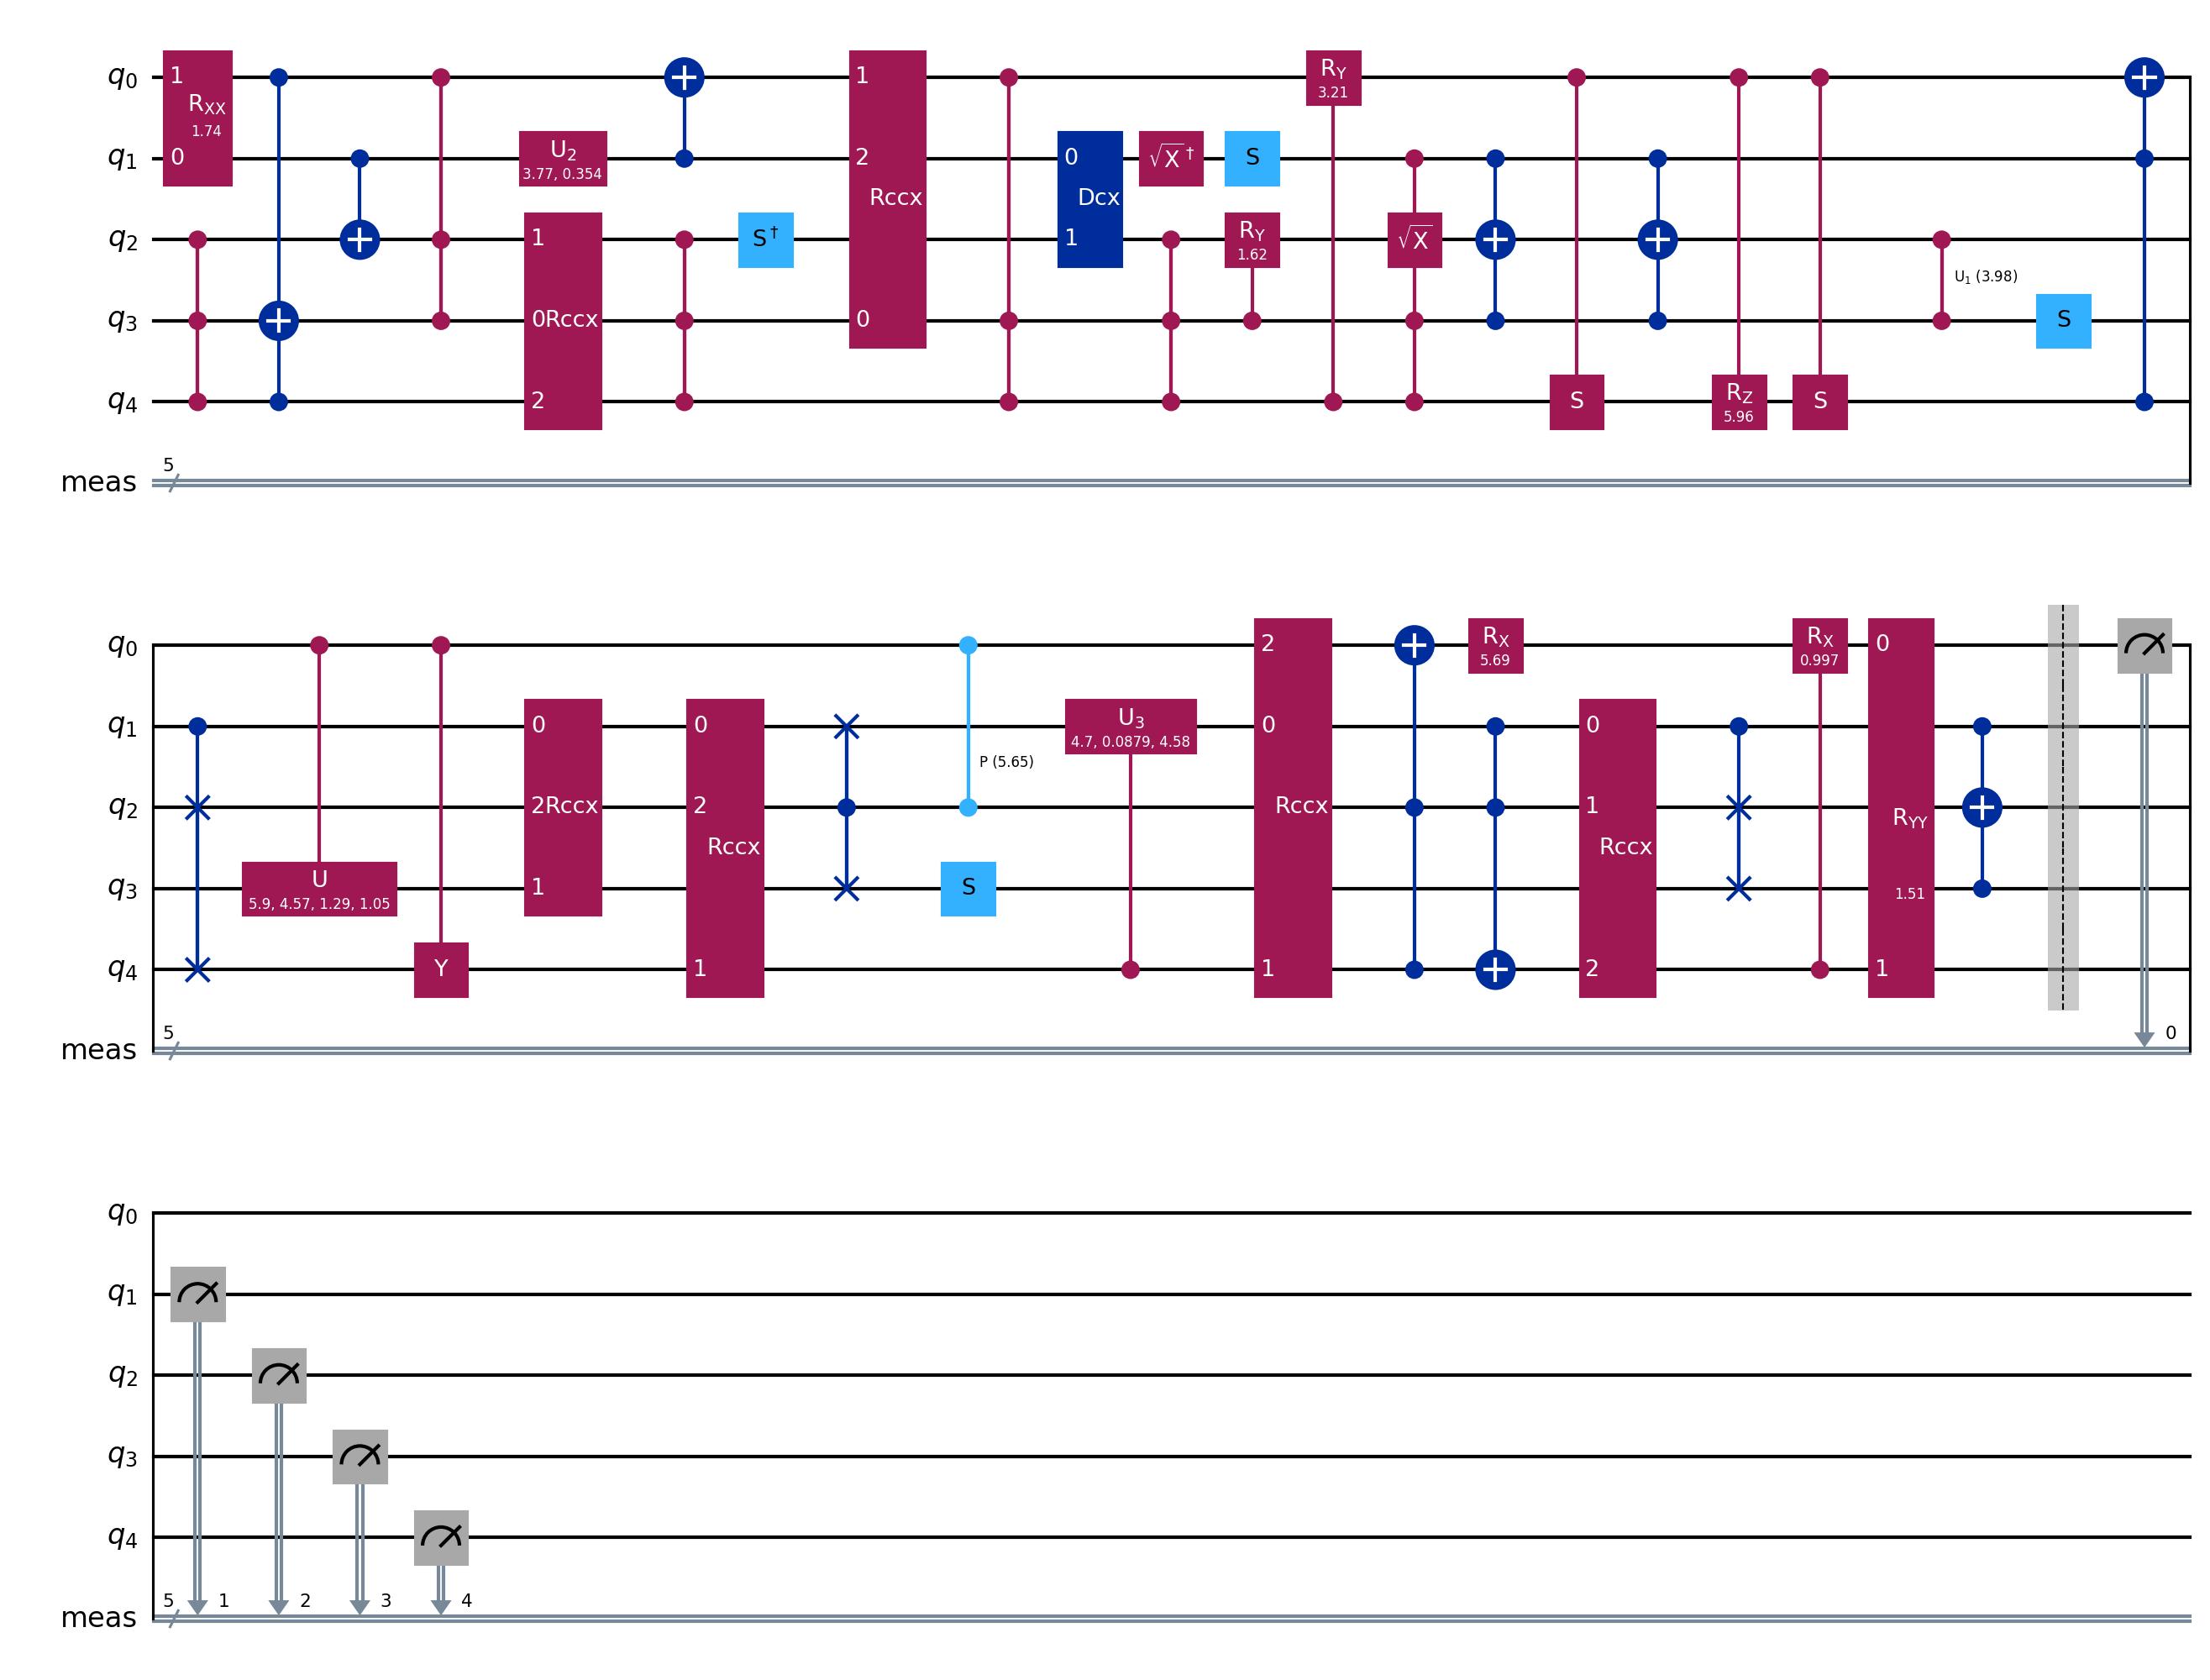 q0 1 Rxx 1.74 U2 3.77, 0.354 1 Rccx RY 3.21
q1 0 2 0 Dcx √X† S
q2 1 S† 1 RY 1.62 √X U1 (3.98)
q3 0Rccx 0 S
q4 2 S RZ 5.96 S
meas 5
q0 P (5.65) 2 RX 5.69 RX 0.997 0
q1 0 0 U3 4.7, 0.0879, 4.58 0 0
q2 2Rccx 2 Rccx Rccx 1 Rccx RYY 1.51
q3 U 5.9, 4.57, 1.29, 1.05 1 S
q4 Y 1 1 2 1
meas 5 0
q0
q1
q2
q3
q4
meas 5 1 2 3 4